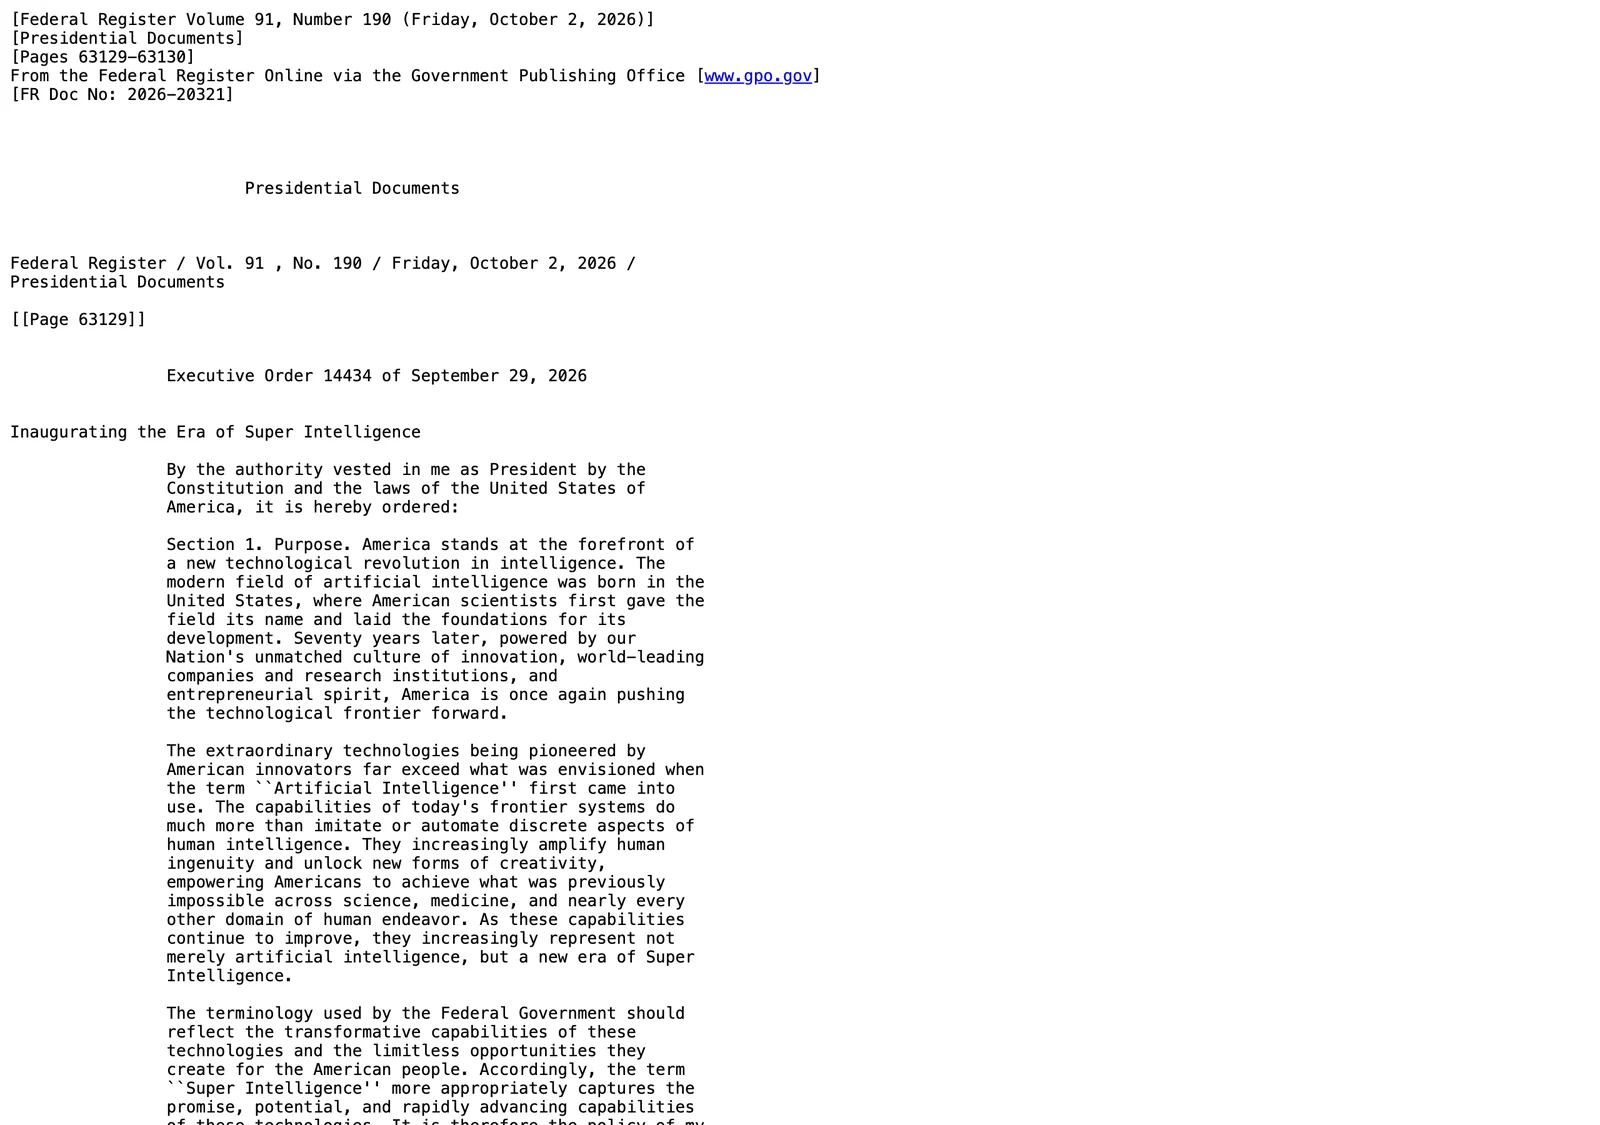 [Federal Register Volume 91, Number 190 (Friday, October 2, 2026)]
[Presidential Documents]
[Pages 63129-63130]
From the Federal Register Online via the Government Publishing Office [www.gpo.gov]
[FR Doc No: 2026-20321]
Presidential Documents
Federal Register / Vol. 91 , No. 190 / Friday, October 2, 2026 /
Presidential Documents
[[Page 63129]]
Executive Order 14434 of September 29, 2026
Inaugurating the Era of Super Intelligence
By the authority vested in me as President by the
Constitution and the laws of the United States of
America, it is hereby ordered:
Section 1. Purpose. America stands at the forefront of
a new technological revolution in intelligence. The
modern field of artificial intelligence was born in the
United States, where American scientists first gave the
field its name and laid the foundations for its
development. Seventy years later, powered by our
Nation's unmatched culture of innovation, world-leading
companies and research institutions, and
entrepreneurial spirit, America is once again pushing
the technological frontier forward.
The extraordinary technologies being pioneered by
American innovators far exceed what was envisioned when
the term ``Artificial Intelligence'' first came into
use. The capabilities of today's frontier systems do
much more than imitate or automate discrete aspects of
human intelligence. They increasingly amplify human
ingenuity and unlock new forms of creativity,
empowering Americans to achieve what was previously
impossible across science, medicine, and nearly every
other domain of human endeavor. As these capabilities
continue to improve, they increasingly represent not
merely artificial intelligence, but a new era of Super
Intelligence.
The terminology used by the Federal Government should
reflect the transformative capabilities of these
technologies and the limitless opportunities they
create for the American people. Accordingly, the term
``Super Intelligence'' more appropriately captures the
promise, potential, and rapidly advancing capabilities
of these technologies. It is therefore the policy of my